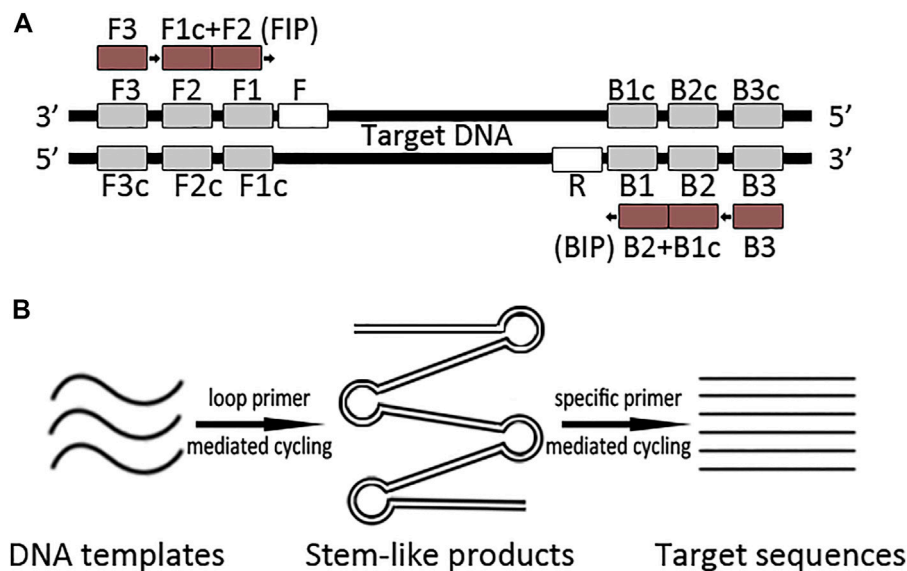 A
F3 F1c+F2 (FIP)
F3 F2 F1 F B1c B2c B3c
3’ 5’
Target DNA
5’ 3’
F3c F2c F1c R B1 B2 B3
(BIP) B2+B1c B3
B
loop primer specific primer
mediated cycling mediated cycling
DNA templates Stem-like products Target sequences